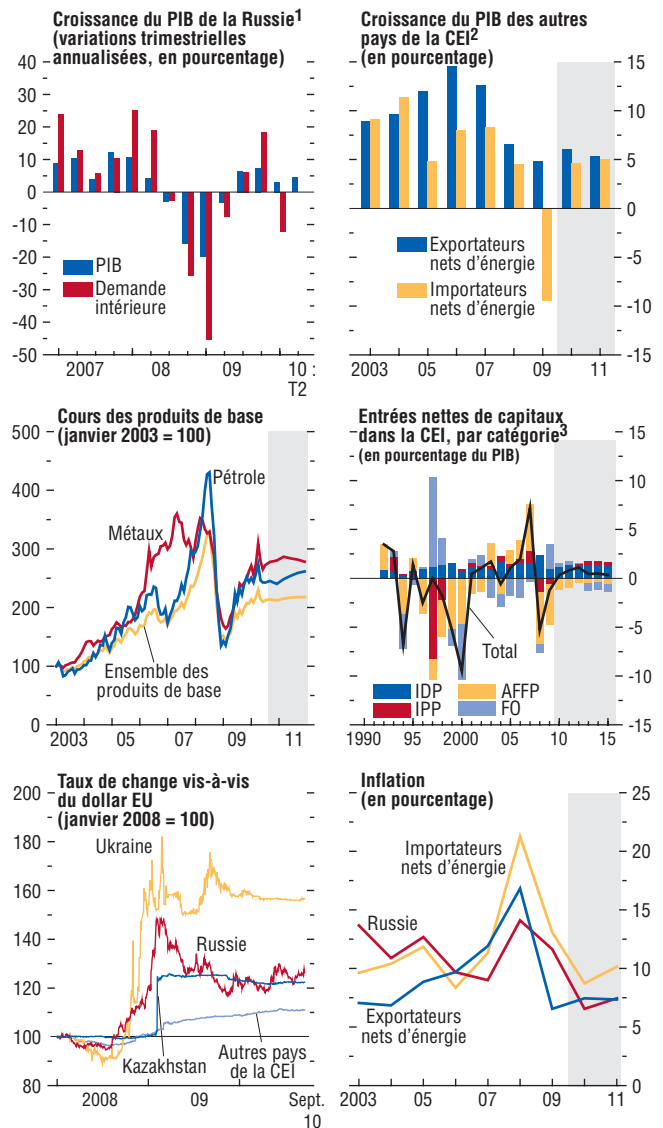 Croissance du PIB de la Russie1
(variations trimestrielles
annualisées, en pourcentage)
40
30
20
10
0
-10
-20
-30
-40
-50
PIB
Demande
intérieure
2007
08
09
10 :
T2
Croissance du PIB des autres
pays de la CEI2
(en pourcentage)
15
10
5
0
-5
-10
-15
Exportateurs
nets d'énergie
Importateurs
nets d'énergie
2003
05
07
09
11
Cours des produits de base
(janvier 2003 = 100)
500
400
300
200
100
0
Pétrole
Métaux
Ensemble des
produits de base
2003
05
07
09
11
Entrées nettes de capitaux
dans la CEI, par catégorie3
(en pourcentage du PIB)
15
10
5
0
-5
-10
-15
Total
IDP
AFFP
IPP
FO
1990
95
2000
05
10
15
Taux de change vis-à-vis
du dollar EU
(janvier 2008 = 100)
200
180
160
140
120
100
80
Ukraine
Russie
Kazakhstan
Autres pays
de la CEI
2008
09
Sept.
10
Inflation
(en pourcentage)
25
20
15
10
5
0
Importateurs
nets d'énergie
Russie
Exportateurs
nets d'énergie
2003
05
07
09
11